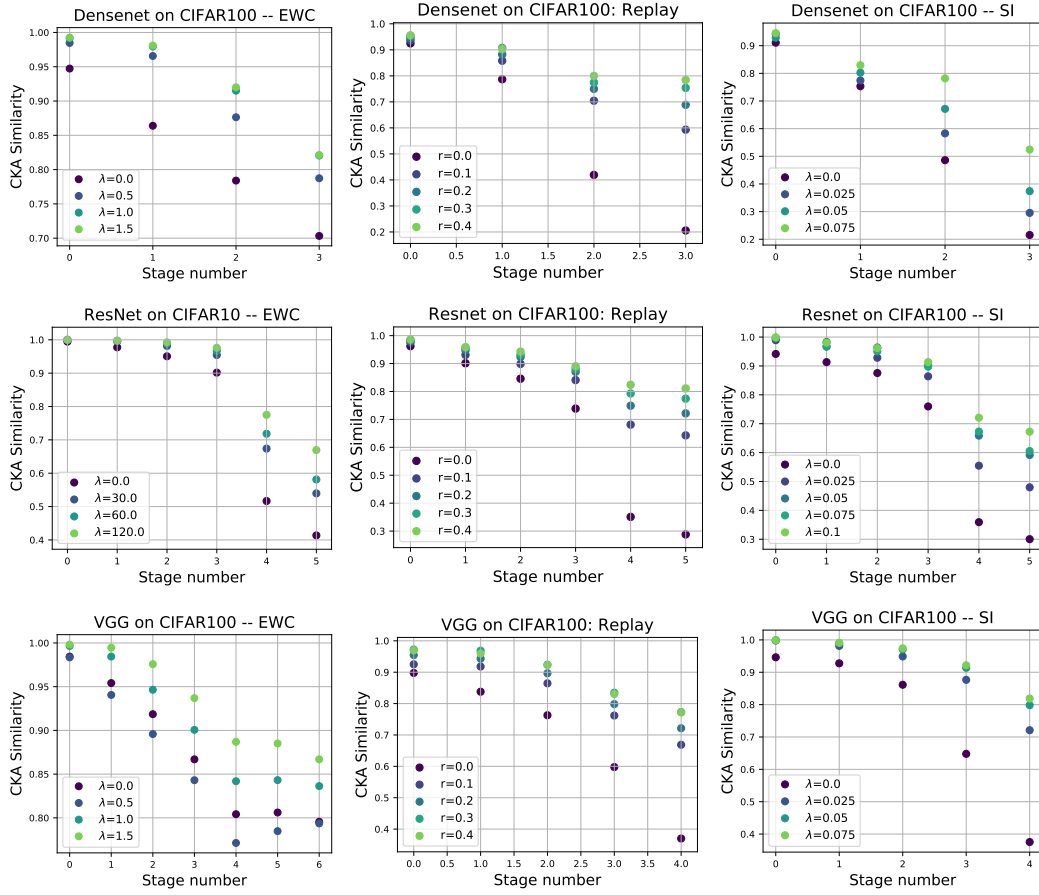 Densenet on CIFAR100 -- EWC
CKA Similarity
1.00
0.95
0.90
0.85
0.80
0.75
0.70
λ=0.0
λ=0.5
λ=1.0
λ=1.5
0 1 2 3
Stage number
Densenet on CIFAR100: Replay
CKA Similarity
1.0
0.9
0.8
0.7
0.6
0.5
0.4
0.3
0.2
r=0.0
r=0.1
r=0.2
r=0.3
r=0.4
0.0 0.5 1.0 1.5 2.0 2.5 3.0
Stage number
Densenet on CIFAR100 -- SI
CKA Similarity
0.9
0.8
0.7
0.6
0.5
0.4
0.3
0.2
λ=0.0
λ=0.025
λ=0.05
λ=0.075
0 1 2 3
Stage number
ResNet on CIFAR10 -- EWC
CKA Similarity
1.0
0.9
0.8
0.7
0.6
0.5
0.4
λ=0.0
λ=30.0
λ=60.0
λ=120.0
0 1 2 3 4 5
Stage number
Resnet on CIFAR100: Replay
CKA Similarity
1.0
0.9
0.8
0.7
0.6
0.5
0.4
0.3
r=0.0
r=0.1
r=0.2
r=0.3
r=0.4
0 1 2 3 4 5
Stage number
Resnet on CIFAR100 -- SI
CKA Similarity
1.0
0.9
0.8
0.7
0.6
0.5
0.4
0.3
λ=0.0
λ=0.025
λ=0.05
λ=0.075
λ=0.1
0 1 2 3 4 5
Stage number
VGG on CIFAR100 -- EWC
CKA Similarity
1.00
0.95
0.90
0.85
0.80
λ=0.0
λ=0.5
λ=1.0
λ=1.5
0 1 2 3 4 5 6
Stage number
VGG on CIFAR100: Replay
CKA Similarity
1.0
0.9
0.8
0.7
0.6
0.5
0.4
r=0.0
r=0.1
r=0.2
r=0.3
r=0.4
0.0 0.5 1.0 1.5 2.0 2.5 3.0 3.5 4.0
Stage number
VGG on CIFAR100 -- SI
CKA Similarity
1.0
0.9
0.8
0.7
0.6
0.5
0.4
λ=0.0
λ=0.025
λ=0.05
λ=0.075
0 1 2 3 4
Stage number